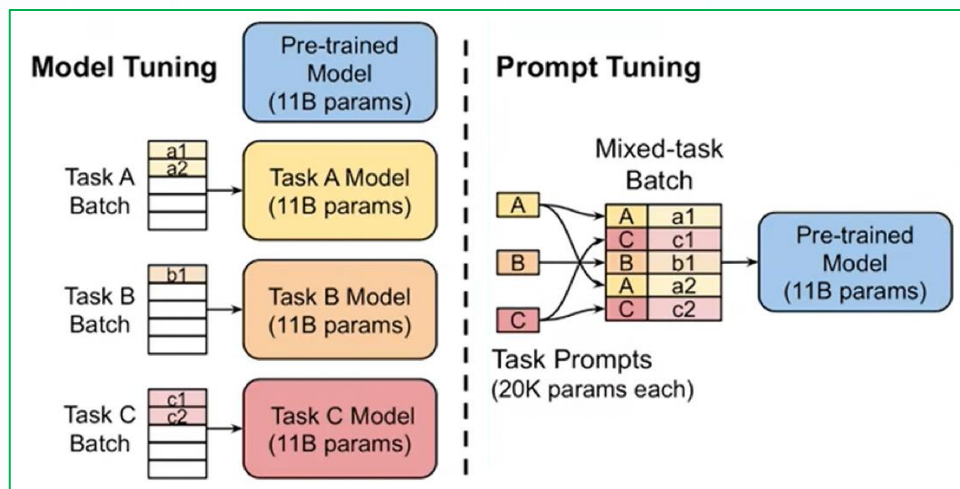 Model Tuning
Pre-trained
Model
(11B params)
Task A
Batch
a1
a2
Task A Model
(11B params)
Task B
Batch
b1
Task B Model
(11B params)
Task C
Batch
c1
c2
Task C Model
(11B params)
Prompt Tuning
Mixed-task
Batch
A
B
C
A a1
C c1
B b1
A a2
C c2
Task Prompts
(20K params each)
Pre-trained
Model
(11B params)